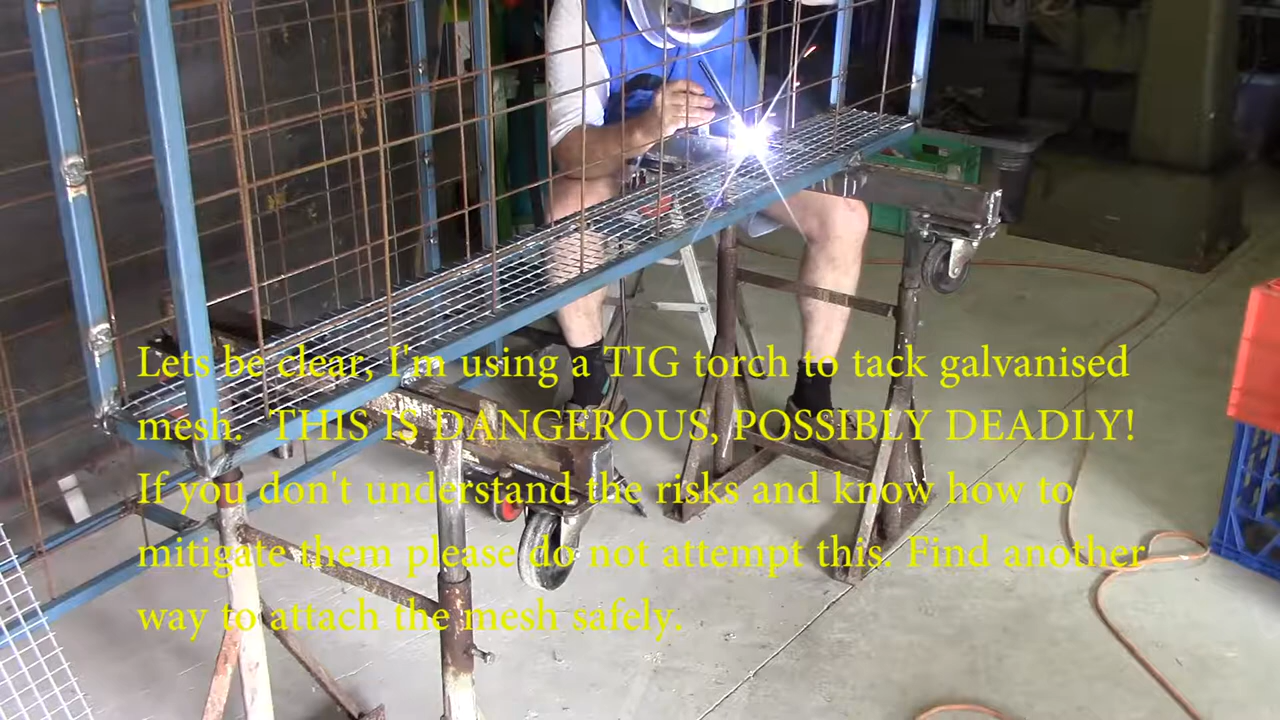 Lets be clear, I'm using a TIG torch to tack galvanised
mesh.  THIS IS DANGEROUS, POSSIBLY DEADLY!
If you don't understand the risks and know how to
mitigate them please do not attempt this. Find another
way to attach the mesh safely.